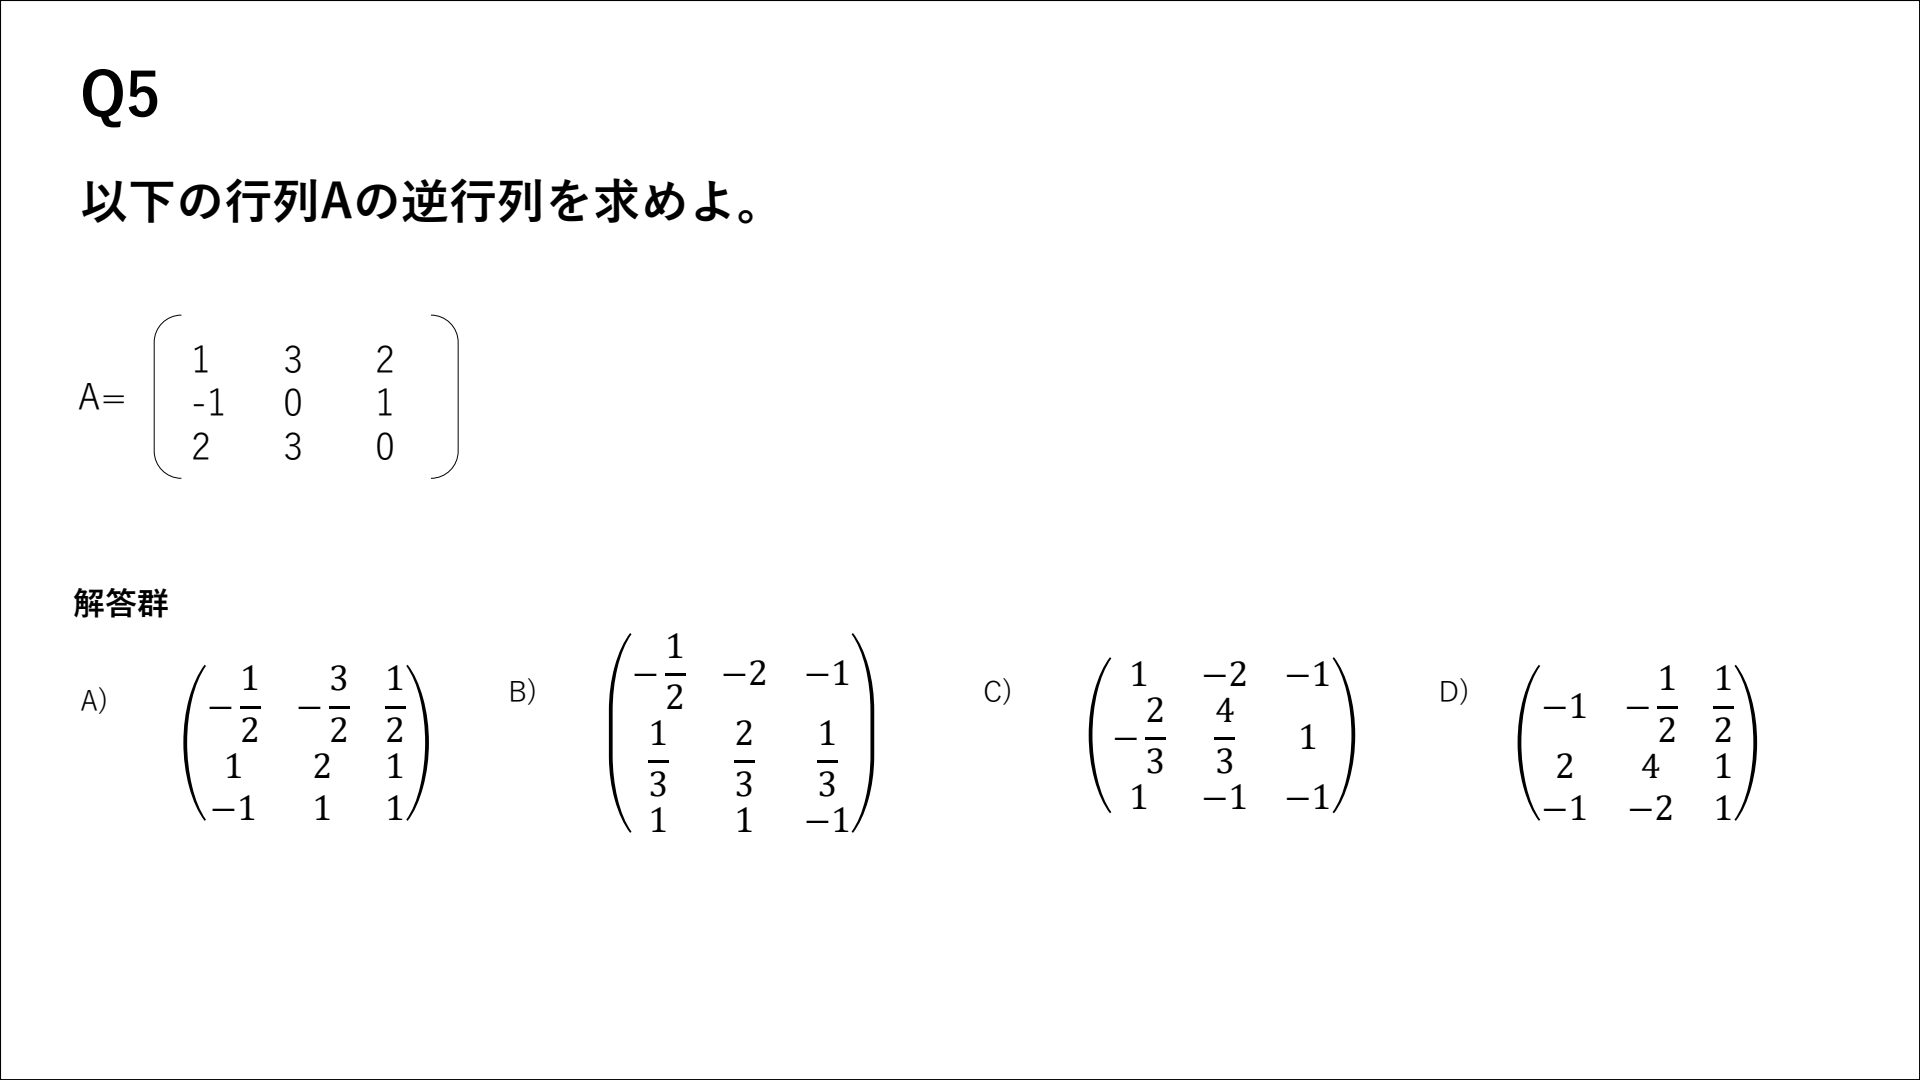 Q5
以下の行列Aの逆行列を求めよ。
A=
1 3 2
-1 0 1
2 3 0
解答群
A)
−1/2 −3/2 1/2
1 2 1
−1 1 1
B)
−1/2 −2 −1
1/3 2/3 1/3
1 1 −1
C)
1 −2 −1
−2/3 4/3 1
1 −1 −1
D)
−1 −1/2 1/2
2 4 1
−1 −2 1